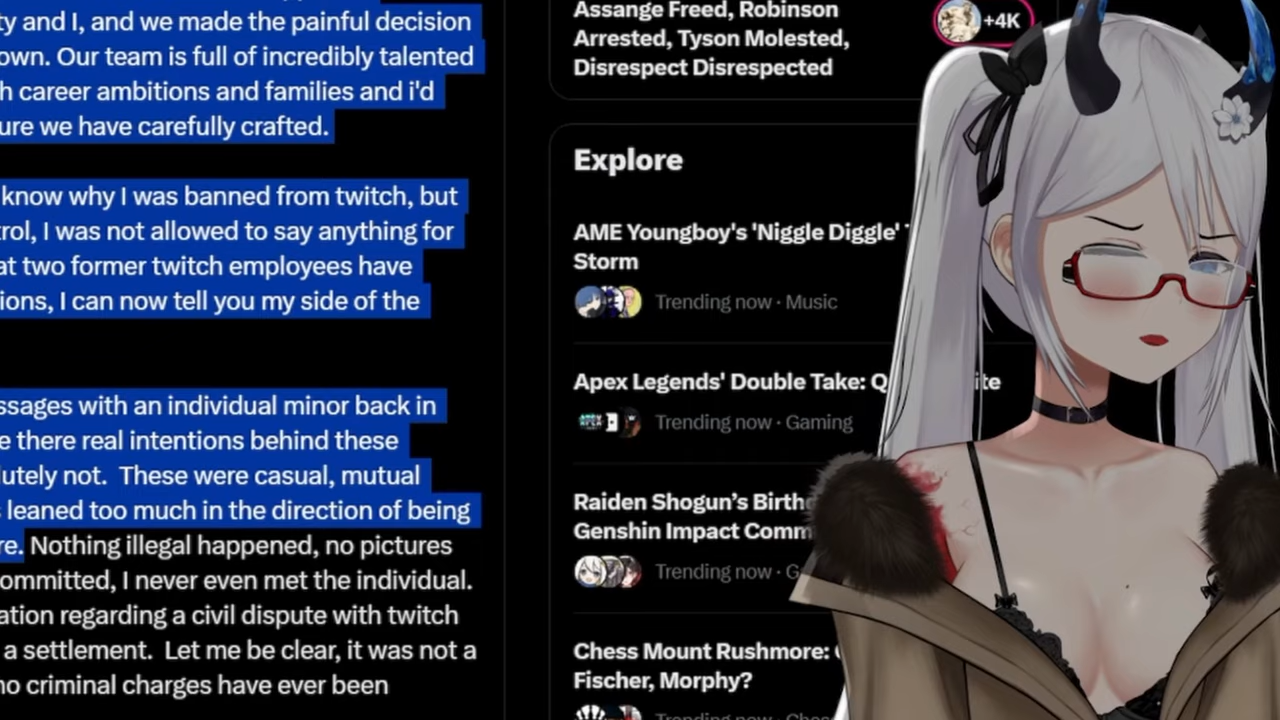 ty and I, and we made the painful decision
own. Our team is full of incredibly talented
h career ambitions and families and i'd
ure we have carefully crafted.
know why I was banned from twitch, but
rol, I was not allowed to say anything for
at two former twitch employees have
ions, I can now tell you my side of the
ssages with an individual minor back in
e there real intentions behind these
lutely not. These were casual, mutual
s leaned too much in the direction of being
re. Nothing illegal happened, no pictures
ommitted, I never even met the individual.
ation regarding a civil dispute with twitch
a settlement. Let me be clear, it was not a
no criminal charges have ever been
Assange Freed, Robinson
Arrested, Tyson Molested,
Disrespect Disrespected
+4K
Explore
AME Youngboy's 'Niggle Diggle'
Storm
Trending now · Music
Apex Legends' Double Take: Q ite
Trending now · Gaming
Raiden Shogun's Birth
Genshin Impact Comm
Trending now · G
Chess Mount Rushmore:
Fischer, Morphy?
Trending now · Chess